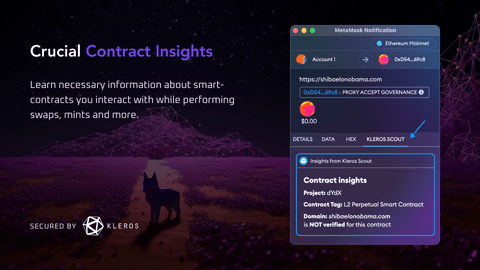 Crucial Contract Insights
Learn necessary information about smart-
contracts you interact with while performing
swaps, mints and more.
SECURED BY KLEROS
MetaMask Notification
Ethereum Mainnet
Account 1
0xD54...69c8
https://shibaelonobama.com
0xD54...69c8 : PROXY ACCEPT GOVERNANCE
$0.00
DETAILS DATA HEX KLEROS SCOUT
Insights from Kleros Scout
Contract insights
Project: dYdX
Contract Tag: L2 Perpetual Smart Contract
Domain: shibaelonobama.com
is NOT verified for this contract